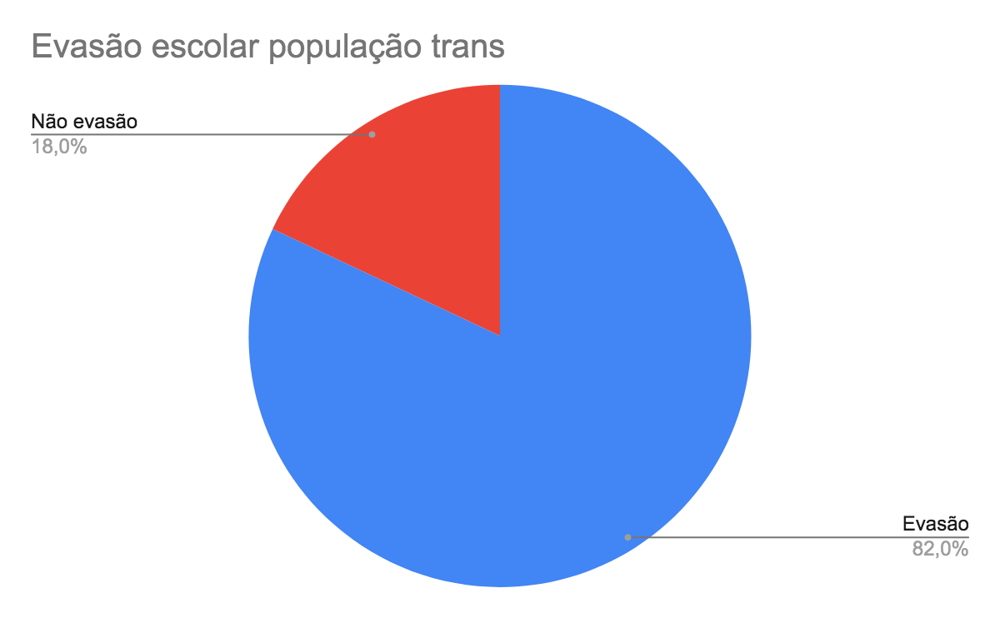 Evasão escolar população trans
Não evasão
18,0%
Evasão
82,0%